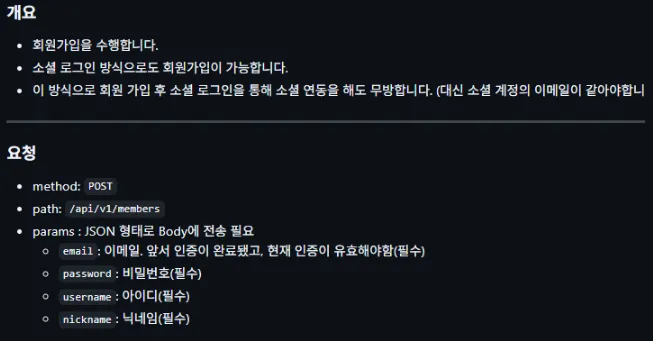 개요
회원가입을 수행합니다.
소셜 로그인 방식으로도 회원가입이 가능합니다.
이 방식으로 회원 가입 후 소셜 로그인을 통해 소셜 연동을 해도 무방합니다. (대신 소셜 계정의 이메일이 같아야합니
요청
method: POST
path: /api/v1/members
params : JSON 형태로 Body에 전송 필요
email : 이메일. 앞서 인증이 완료됐고, 현재 인증이 유효해야함(필수)
password : 비밀번호(필수)
username : 아이디(필수)
nickname : 닉네임(필수)